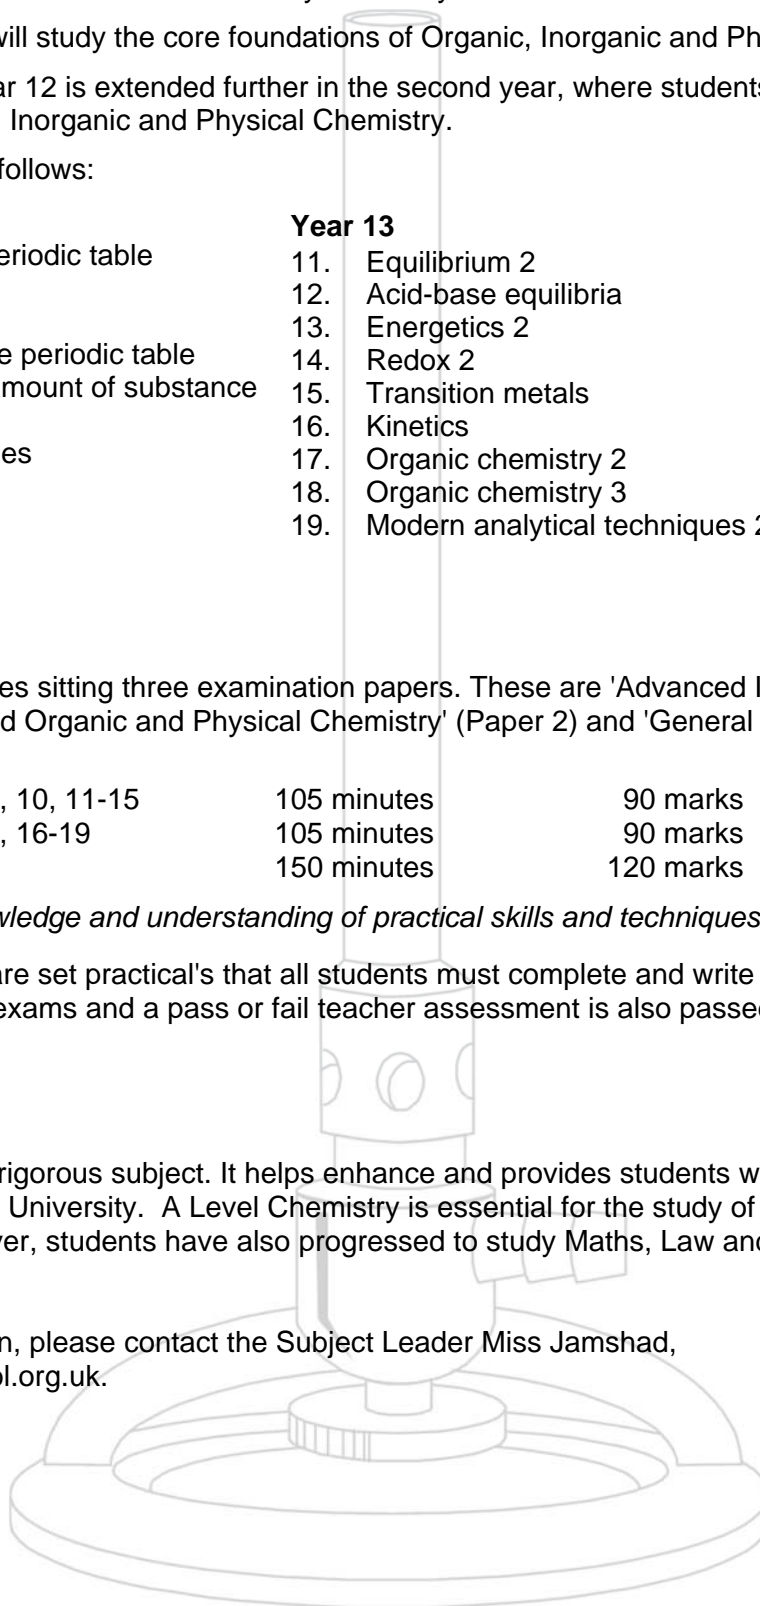 will study the core foundations of Organic, Inorganic and Ph
ar 12 is extended further in the second year, where students
Inorganic and Physical Chemistry.
follows:
eriodic table
e periodic table
mount of substance
es
Year 13
11. Equilibrium 2
12. Acid-base equilibria
13. Energetics 2
14. Redox 2
15. Transition metals
16. Kinetics
17. Organic chemistry 2
18. Organic chemistry 3
19. Modern analytical techniques 2
es sitting three examination papers. These are 'Advanced I
d Organic and Physical Chemistry' (Paper 2) and 'General
, 10, 11-15 105 minutes 90 marks
, 16-19 105 minutes 90 marks
150 minutes 120 marks
wledge and understanding of practical skills and techniques
are set practical's that all students must complete and write
exams and a pass or fail teacher assessment is also passed
rigorous subject. It helps enhance and provides students w
University. A Level Chemistry is essential for the study of
ver, students have also progressed to study Maths, Law and
n, please contact the Subject Leader Miss Jamshad,
ol.org.uk.